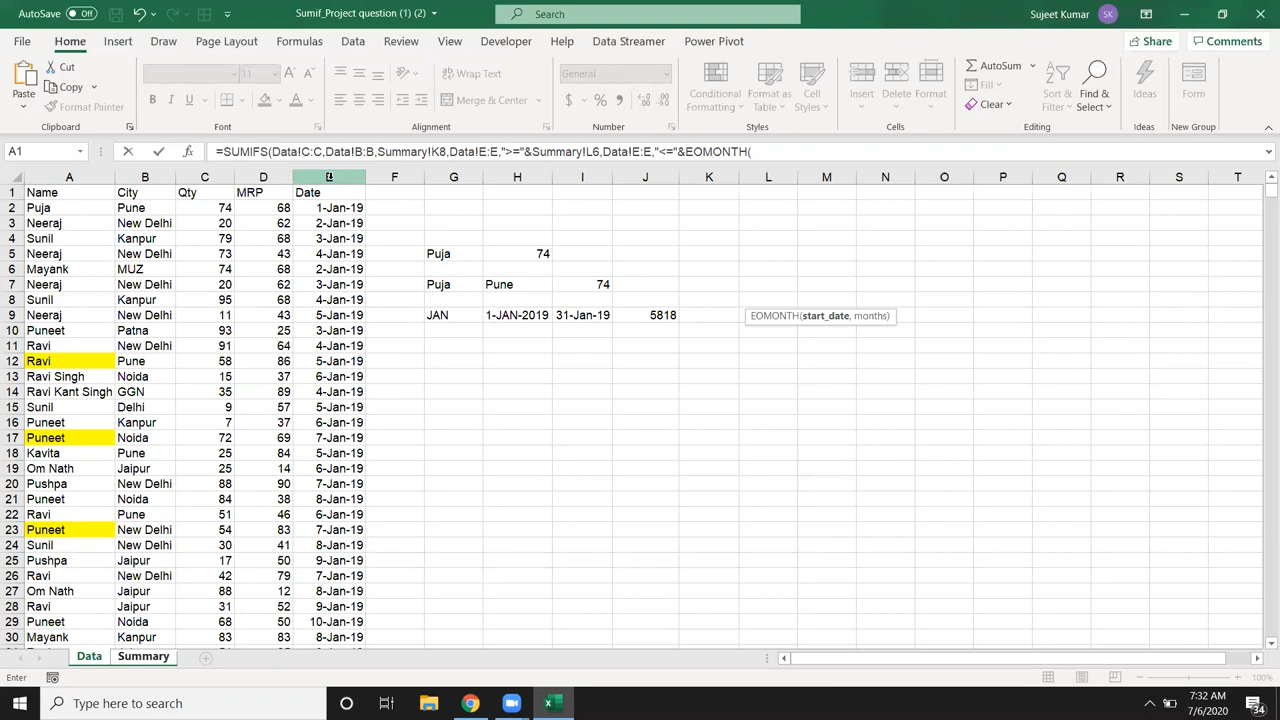 AutoSave Off Sumif_Project question (1) (2) Search Sujeet Kumar SK
File Home Insert Draw Page Layout Formulas Data Review View Developer Help Data Streamer Power Pivot Share Comments
Paste Cut Copy Format Painter 11 Wrap Text Merge & Center General Conditional Formatting Format as Table Cell Styles Insert Delete Format AutoSum Fill Clear Sort & Filter Find & Select Ideas Form
Clipboard Font Alignment Number Styles Cells Editing Ideas Form
A1 =SUMIFS(Data!C:C,Data!B:B,Summary!K8,Data!E:E,">="&Summary!L6,Data!E:E,"<="&EOMONTH(
A B C D E F G H I J K L M N O P Q R S T
1 Name City Qty MRP Date
2 Puja Pune 74 68 1-Jan-19
3 Neeraj New Delhi 20 62 2-Jan-19
4 Sunil Kanpur 79 68 3-Jan-19
5 Neeraj New Delhi 73 43 4-Jan-19 Puja 74
6 Mayank MUZ 74 68 2-Jan-19
7 Neeraj New Delhi 20 62 3-Jan-19 Puja Pune 74
8 Sunil Kanpur 95 68 4-Jan-19
9 Neeraj New Delhi 11 43 5-Jan-19 JAN 1-JAN-2019 31-Jan-19 5818 EOMONTH(start_date, months)
10 Puneet Patna 93 25 3-Jan-19
11 Ravi New Delhi 91 64 4-Jan-19
12 Ravi Pune 58 86 5-Jan-19
13 Ravi Singh Noida 15 37 6-Jan-19
14 Ravi Kant Singh GGN 35 89 4-Jan-19
15 Sunil Delhi 9 57 5-Jan-19
16 Puneet Kanpur 7 37 6-Jan-19
17 Puneet Noida 72 69 7-Jan-19
18 Kavita Pune 25 84 5-Jan-19
19 Om Nath Jaipur 25 14 6-Jan-19
20 Pushpa New Delhi 88 90 7-Jan-19
21 Puneet Noida 84 38 8-Jan-19
22 Ravi Pune 51 46 6-Jan-19
23 Puneet New Delhi 54 83 7-Jan-19
24 Sunil New Delhi 30 41 8-Jan-19
25 Pushpa Jaipur 17 50 9-Jan-19
26 Ravi New Delhi 42 79 7-Jan-19
27 Om Nath Jaipur 88 12 8-Jan-19
28 Ravi Jaipur 31 52 9-Jan-19
29 Puneet Noida 68 50 10-Jan-19
30 Mayank Kanpur 83 83 8-Jan-19
Data Summary
Enter 100%
Type here to search 7:32 AM
7/6/2020